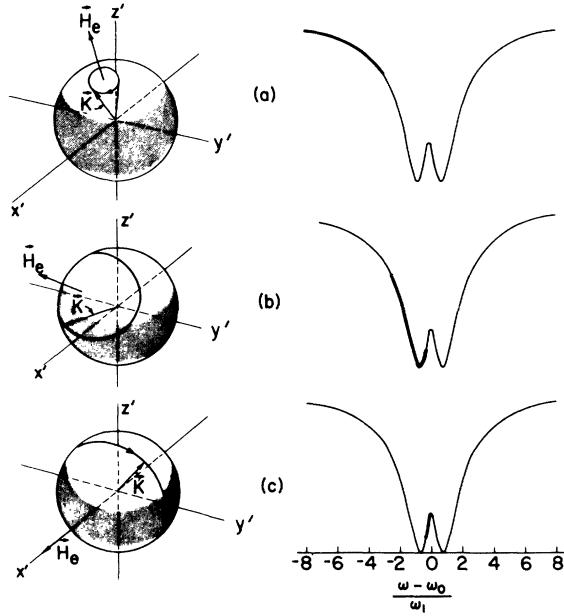 z′
H⃗e
K⃗
y′
x′
(a)
z′
H⃗e
K⃗
y′
x′
(b)
z′
K⃗
y′
H⃗e
x′
(c)
-8 -6 -4 -2 0 2 4 6 8
ω - ω0
ω1